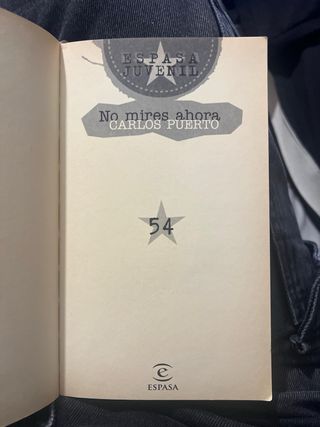 ESPASA
JUVENIL
No mires ahora
CARLOS PUERTO
54
e
ESPASA